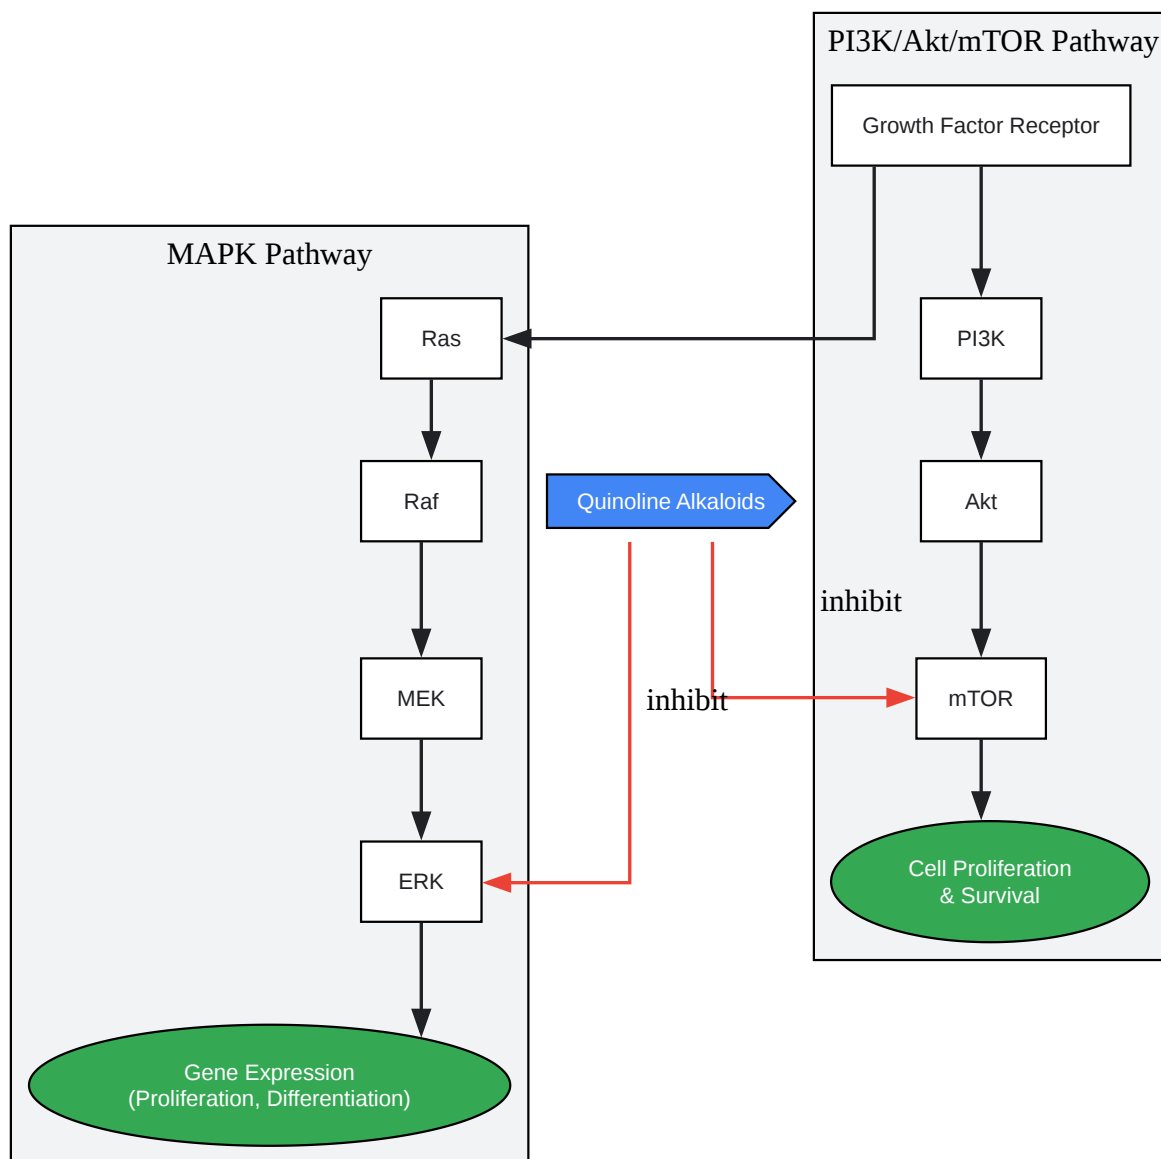 PI3K/Akt/mTOR Pathway
Growth Factor Receptor
MAPK Pathway
Ras
PI3K
Raf
Quinoline Alkaloids
Akt
inhibit
MEK
inhibit
mTOR
ERK
Cell Proliferation
& Survival
Gene Expression
(Proliferation, Differentiation)